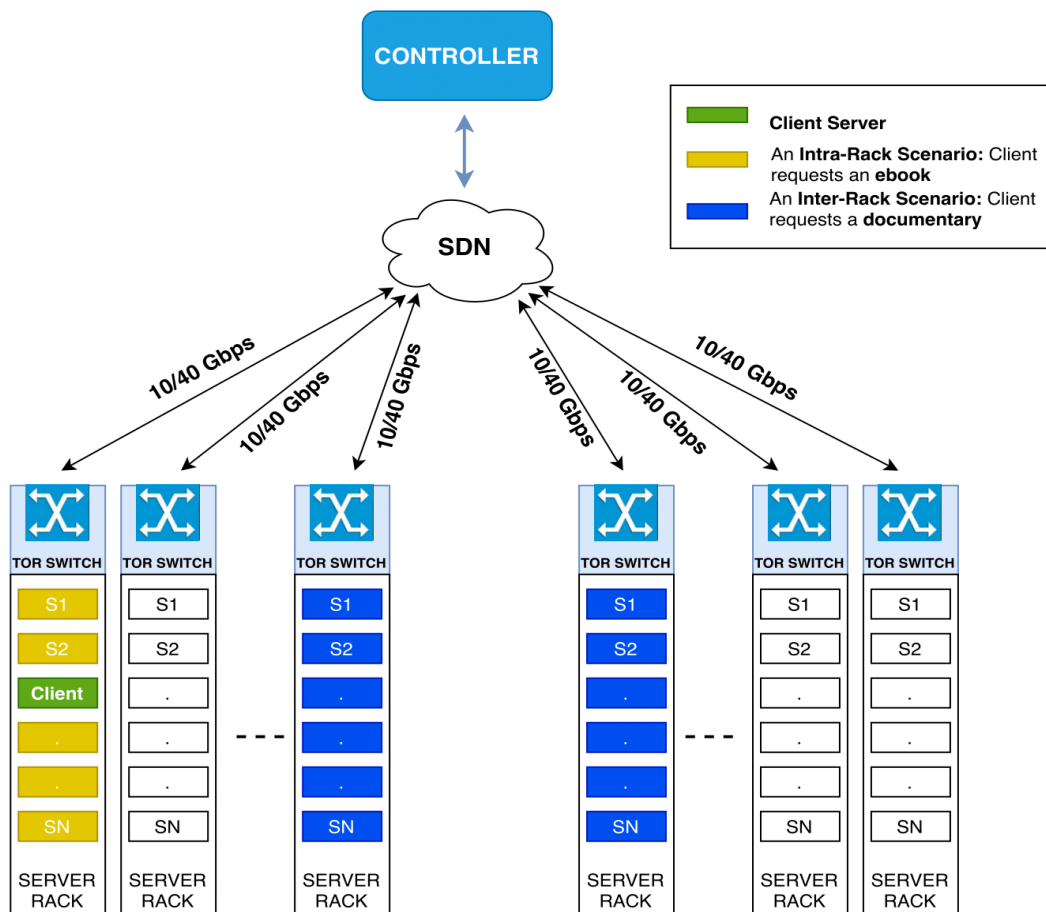 CONTROLLER
Client Server
An Intra-Rack Scenario: Client
requests an ebook
An Inter-Rack Scenario: Client
requests a documentary
SDN
10/40 Gbps
10/40 Gbps
10/40 Gbps
10/40 Gbps
10/40 Gbps
10/40 Gbps
TOR SWITCH
S1
S2
Client
.
.
SN
SERVER
RACK
TOR SWITCH
S1
S2
.
.
.
SN
SERVER
RACK
TOR SWITCH
S1
S2
.
.
.
SN
SERVER
RACK
TOR SWITCH
S1
S2
.
.
.
SN
SERVER
RACK
TOR SWITCH
S1
S2
.
.
.
SN
SERVER
RACK
TOR SWITCH
S1
S2
.
.
.
SN
SERVER
RACK